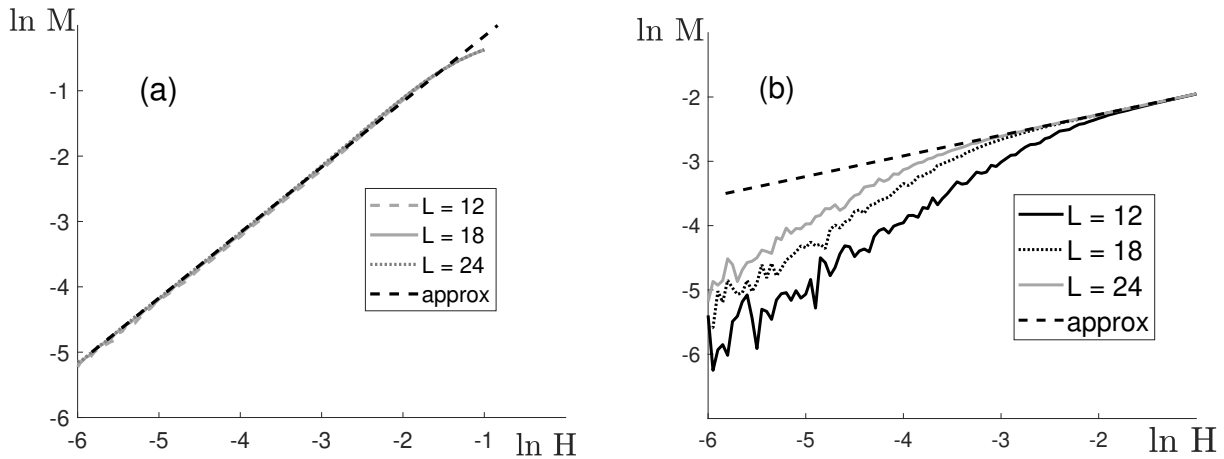 ln M
(a)
-1
-2
-3
-4
-5
-6
L = 12
L = 18
L = 24
approx
-6 -5 -4 -3 -2 -1 ln H
ln M
(b)
-2
-3
-4
-5
-6
L = 12
L = 18
L = 24
approx
-6 -5 -4 -3 -2 ln H